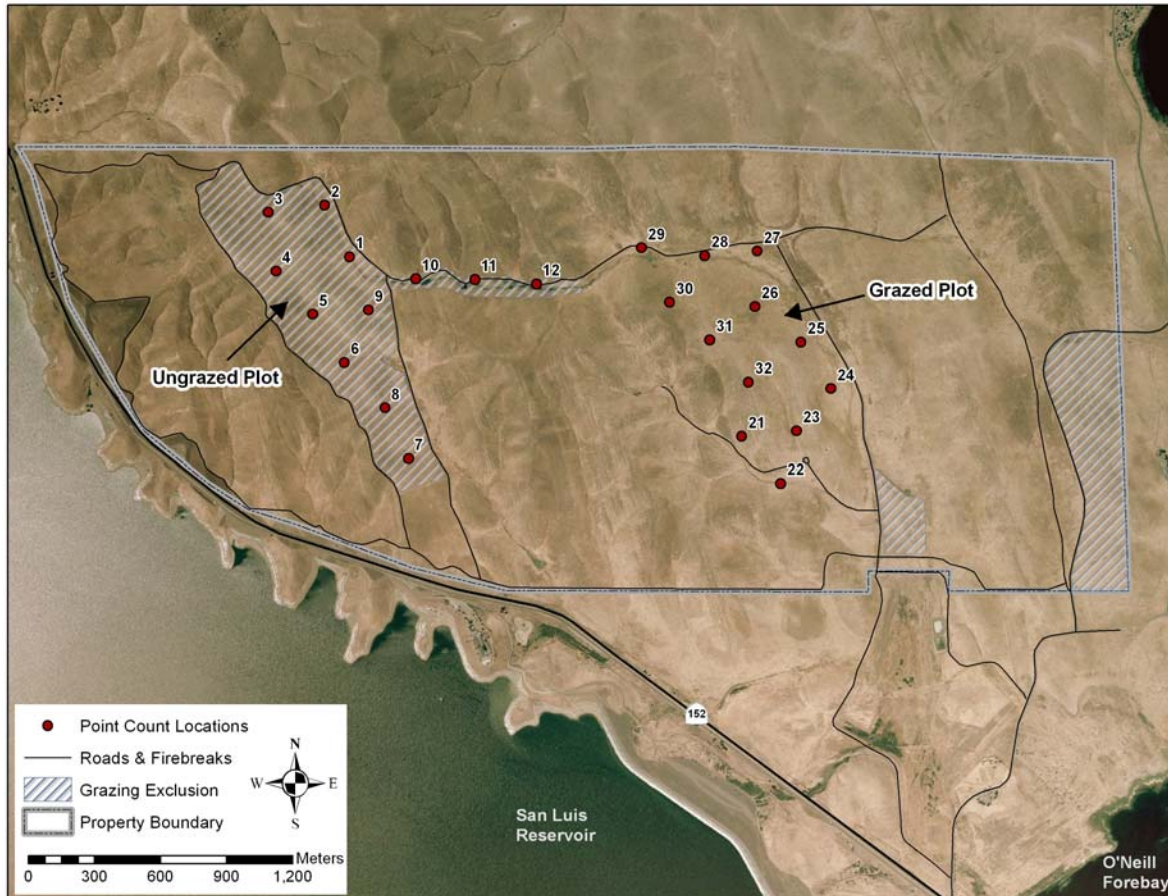 2
3
1
29
28
27
4
10
11
12
5
9
30
26
Grazed Plot
31
25
6
Ungrazed Plot
32
24
8
21
23
7
22
152
Point Count Locations
Roads & Firebreaks
Grazing Exclusion
Property Boundary
N
W E
S
Meters
0 300 600 900 1,200
San Luis
Reservoir
O'Neill
Forebay